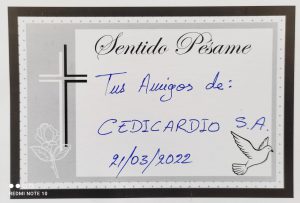 Sentido Pésame
Tus Amigos de:
CEDICARDIO S.A.
21/03/2022
REDMI NOTE 10